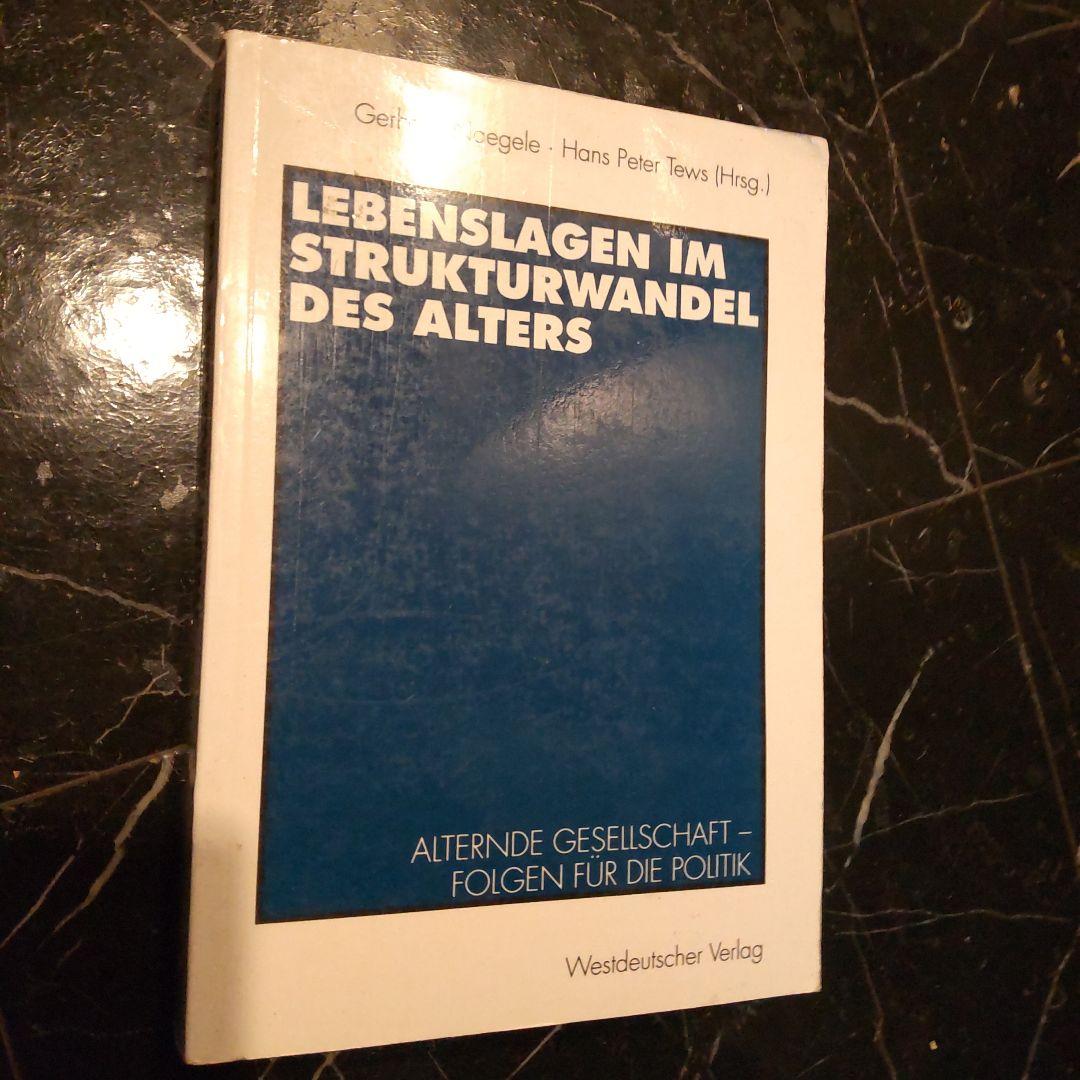 Hans Peter Tews (Hrsg.)
LEBENSLAGEN IM
STRUKTURWANDEL
DES ALTERS
ALTERNDE GESELLSCHAFT –
FOLGEN FÜR DIE POLITIK
Westdeutscher Verlag